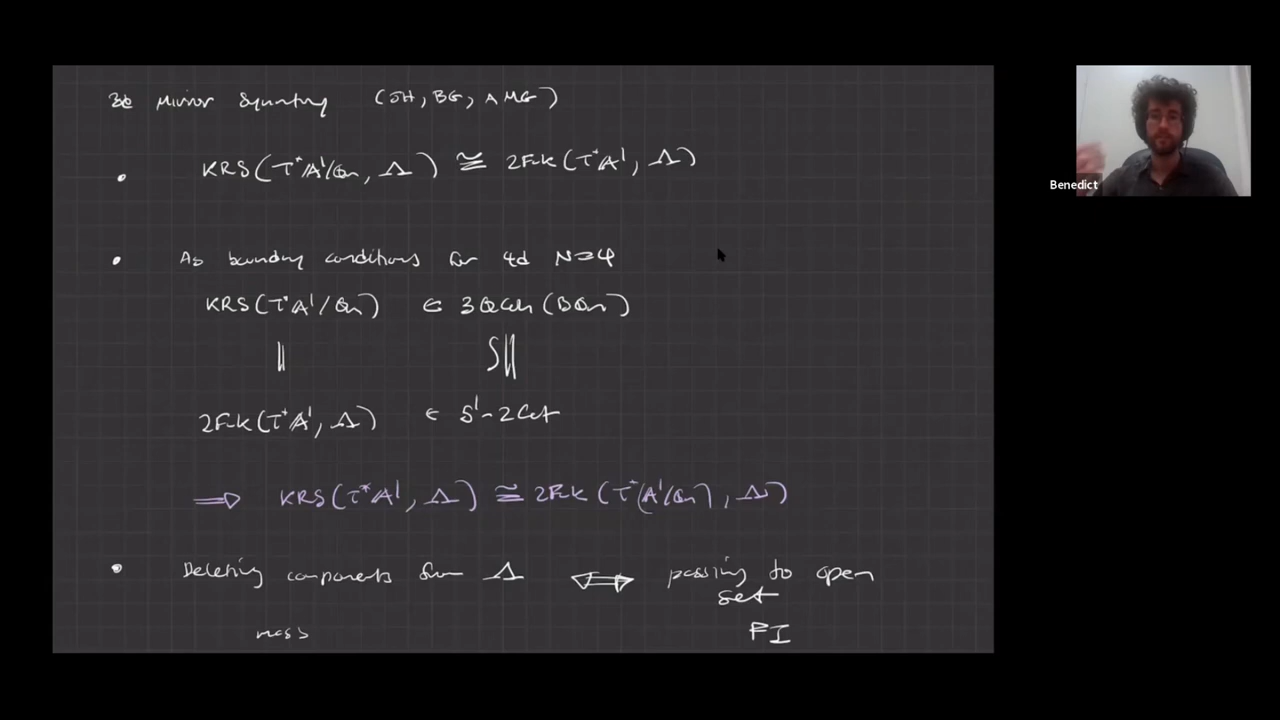 3d Mirror Symmetry (JH, BG, AMG)
• KRS(T*A¹/Gm, Λ) ≅ 2Fuk(T*A¹, Λ)
• As boundary conditions for 4d N=4
KRS(T*A¹/Gm) ∈ 3QCoh(BGm)
|| S||
2Fuk(T*A¹, Λ) ∈ S¹-2Cat
⟹ KRS(T*A¹, Λ) ≅ 2Fuk(T*(A¹/Gm), Λ)
• Deleting components from Λ ⟺ passing to open set
mass FI
Benedict